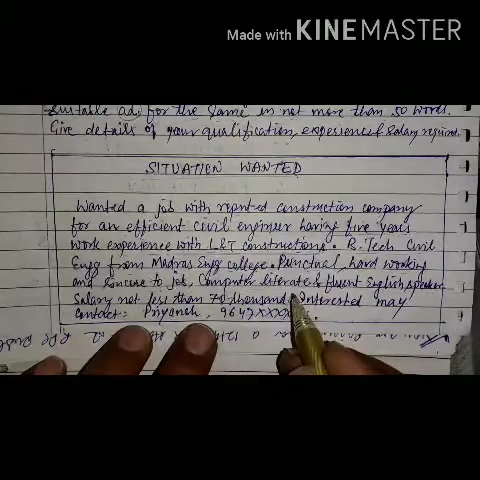 Made with KINEMASTER
suitable ad. for the same in not more than 50 words.
Give details of your qualification, experience & salary required.
SITUATION WANTED
Wanted a job with reputed construction company
for an efficient civil engineer having five years
work experience with L&T constructions. B.Tech Civil
Engg from Madras Engg college. Punctual, hard working
and sincere to job, Computer literate & fluent English speaker
Salary not less than 70 thousand. Interested may
contact: Priyansh, 9647XXXXX